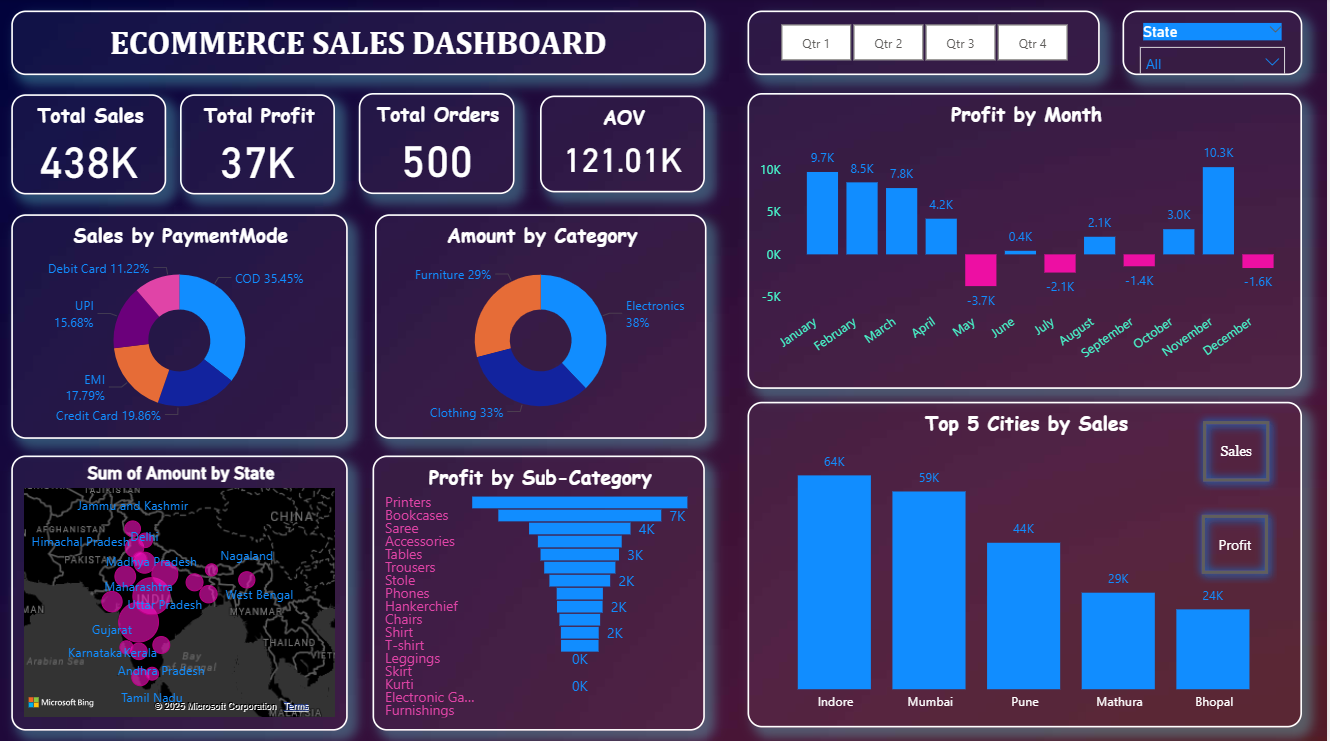 ECOMMERCE SALES DASHBOARD
Qtr 1
Qtr 2
Qtr 3
Qtr 4
State
All
Total Sales
438K
Total Profit
37K
Total Orders
500
AOV
121.01K
Profit by Month
10K
5K
0K
-5K
9.7K
8.5K
7.8K
4.2K
-3.7K
0.4K
-2.1K
2.1K
-1.4K
3.0K
10.3K
-1.6K
January
February
March
April
May
June
July
August
September
October
November
December
Sales by PaymentMode
Debit Card 11.22%
COD 35.45%
UPI
15.68%
EMI
17.79%
Credit Card 19.86%
Amount by Category
Furniture 29%
Electronics
38%
Clothing 33%
Sum of Amount by State
TAJIKISTAN
Jammu and Kashmir
CHINA
AFGHANISTAN
Himachal Pradesh
Delhi
PAKISTAN
Madhya Pradesh
Nagaland
Maharashtra
INDIA
West Bengal
Uttar Pradesh
MYANMAR
MAN
Gujarat
THAILAND
VIET
Karnataka
Kerala
Arabian Sea
Bay
of Bengal
Andhra Pradesh
Tamil Nadu
Microsoft Bing
© 2025 Microsoft Corporation
Terms
MALAYSIA
Profit by Sub-Category
Printers
Bookcases
7K
Saree
4K
Accessories
Tables
3K
Trousers
Stole
2K
Phones
Hankerchief
2K
Chairs
Shirt
2K
T-shirt
Leggings
0K
Skirt
Kurti
0K
Electronic Ga...
Furnishings
Top 5 Cities by Sales
Sales
Profit
64K
59K
44K
29K
24K
Indore
Mumbai
Pune
Mathura
Bhopal